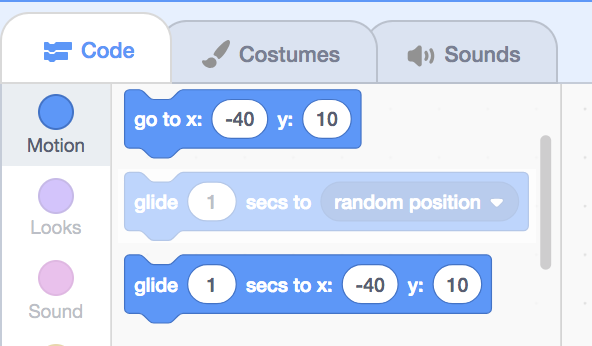 Code Costumes Sounds
Motion
Looks
Sound
go to x: -40 y: 10
glide 1 secs to random position
glide 1 secs to x: -40 y: 10